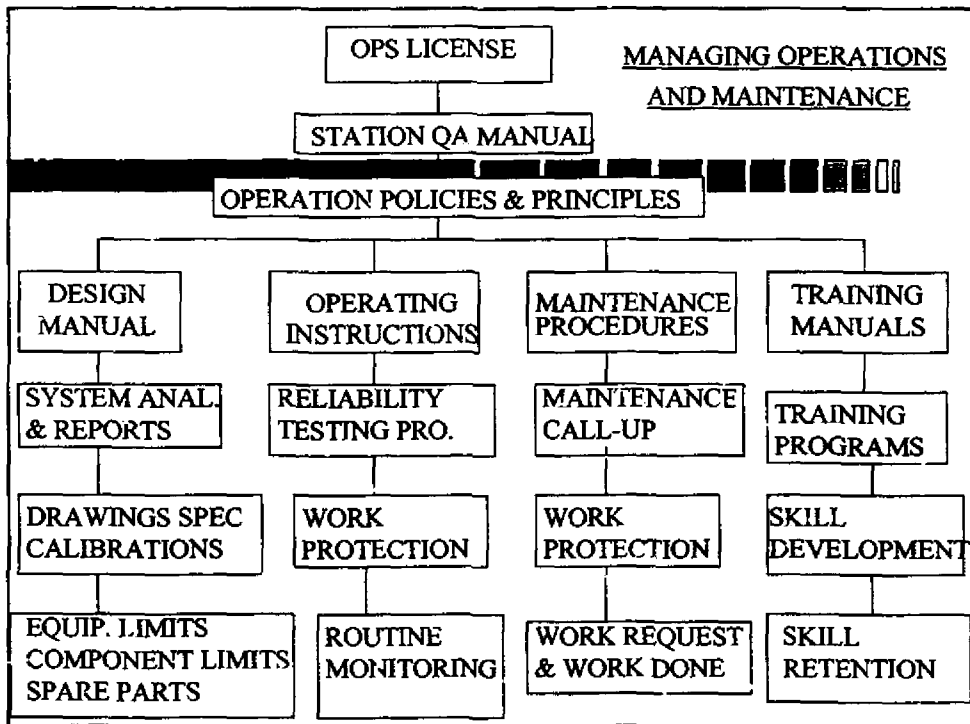 OPS LICENSE
MANAGING OPERATIONS
AND MAINTENANCE
STATION QA MANUAL
OPERATION POLICIES & PRINCIPLES
DESIGN
MANUAL
OPERATING
INSTRUCTIONS
MAINTENANCE
PROCEDURES
TRAINING
MANUALS
SYSTEM ANAL.
& REPORTS
RELIABILITY
TESTING PRO.
MAINTENANCE
CALL-UP
TRAINING
PROGRAMS
DRAWINGS SPEC
CALIBRATIONS
WORK
PROTECTION
WORK
PROTECTION
SKILL
DEVELOPMENT
EQUIP. LIMITS
COMPONENT LIMITS
SPARE PARTS
ROUTINE
MONITORING
WORK REQUEST
& WORK DONE
SKILL
RETENTION